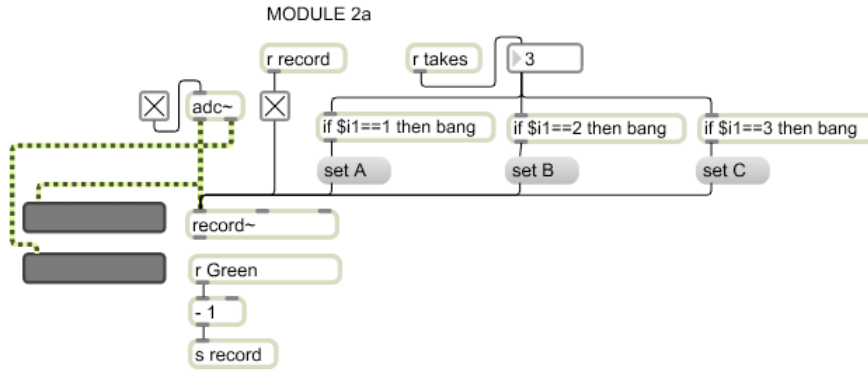 MODULE 2a
r record
r takes
3
adc~
if $i1==1 then bang
if $i1==2 then bang
if $i1==3 then bang
set A
set B
set C
record~
r Green
- 1
s record